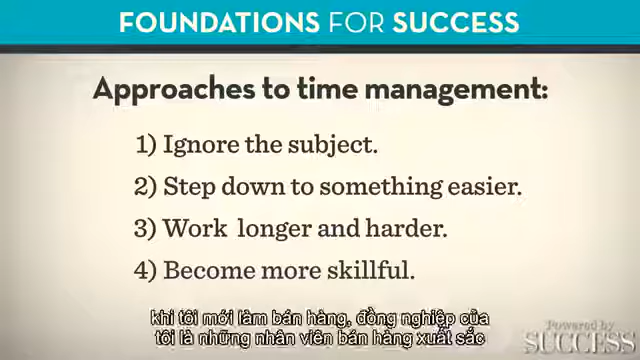 FOUNDATIONS FOR SUCCESS
Approaches to time management:
1) Ignore the subject.
2) Step down to something easier.
3) Work longer and harder.
4) Become more skillful.
khi tôi mới làm bán hàng, đồng nghiệp của
tôi là những nhân viên bán hàng xuất sắc
Powered by
SUCCESS